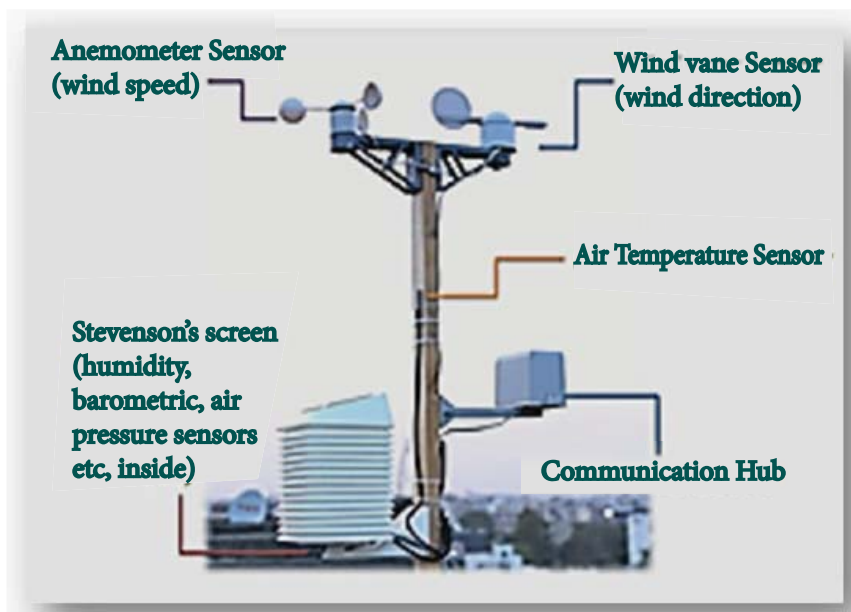 Anemometer Sensor
(wind speed)
Wind vane Sensor
(wind direction)
Air Temperature Sensor
Stevenson's screen
(humidity,
barometric, air
pressure sensors
etc, inside)
Communication Hub